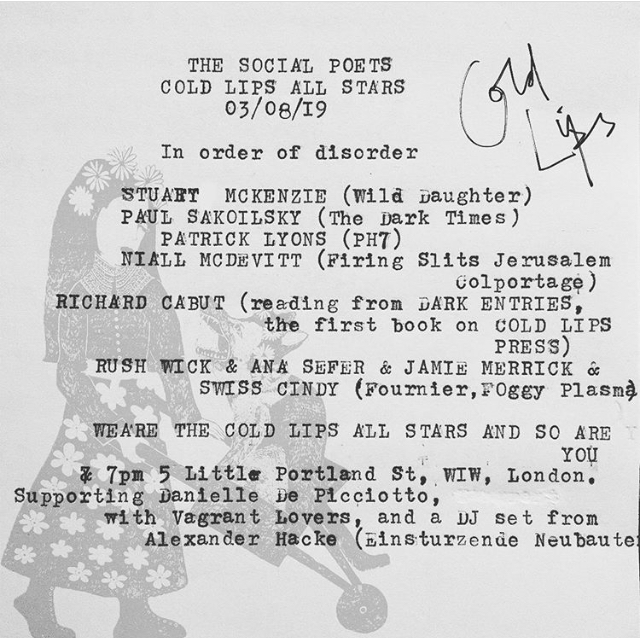 THE SOCIAL POETS
COLD LIPS ALL STARS
03/08/19
Cold
Lips
In order of disorder
STUART MCKENZIE (Wild Daughter)
PAUL SAKOILSKY (The Dark Times)
PATRICK LYONS (PH7)
NIALL MCDEVITT (Firing Slits Jerusalem
Colportage)
RICHARD CABUT (reading from DARK ENTRIES,
the first book on COLD LIPS
PRESS)
RUSH WICK & ANA SEFER & JAMIE MERRICK &
SWISS CINDY (Fournier,FOggy Plasma
WEARE THE COLD LIPS ALL STARS AND SO ARE
YOU
7pm 5 Little Portland St, WIW, London.
Supporting Danielle De Picciotto,
with Vagrant Lovers, and a DJ set from
Alexander Hacke (Einsturzende Neubaute